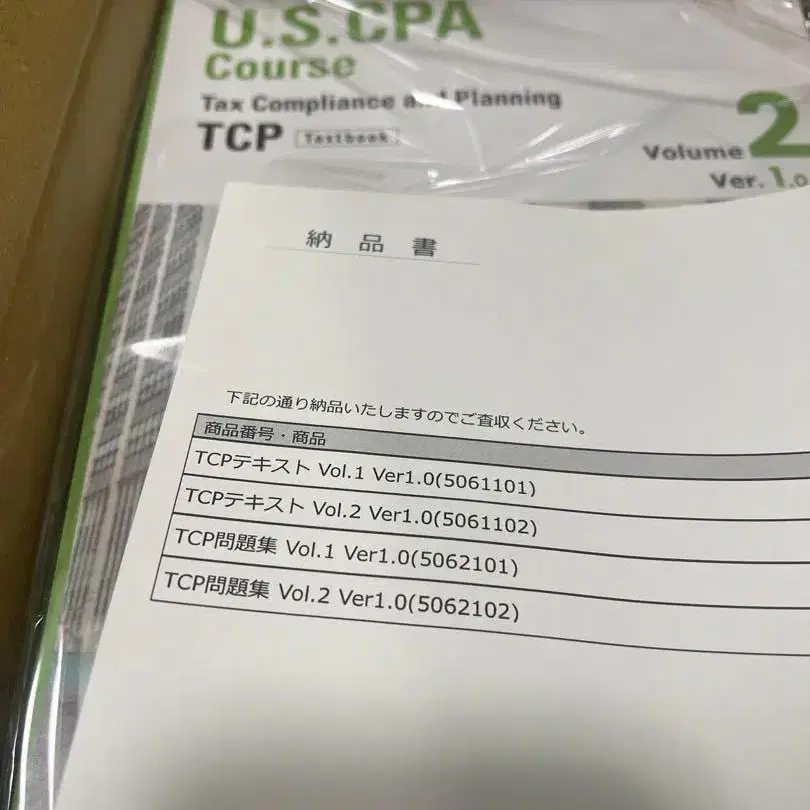 U.S.CPA
Course
Tax Compliance and Planning
TCP Textbook
Volume 2
Ver. 1.0
納品書
下記の通り納品いたしますのでご査収ください。
商品番号・商品
TCPテキスト Vol.1 Ver1.0(5061101)
TCPテキスト Vol.2 Ver1.0(5061102)
TCP問題集 Vol.1 Ver1.0(5062101)
TCP問題集 Vol.2 Ver1.0(5062102)